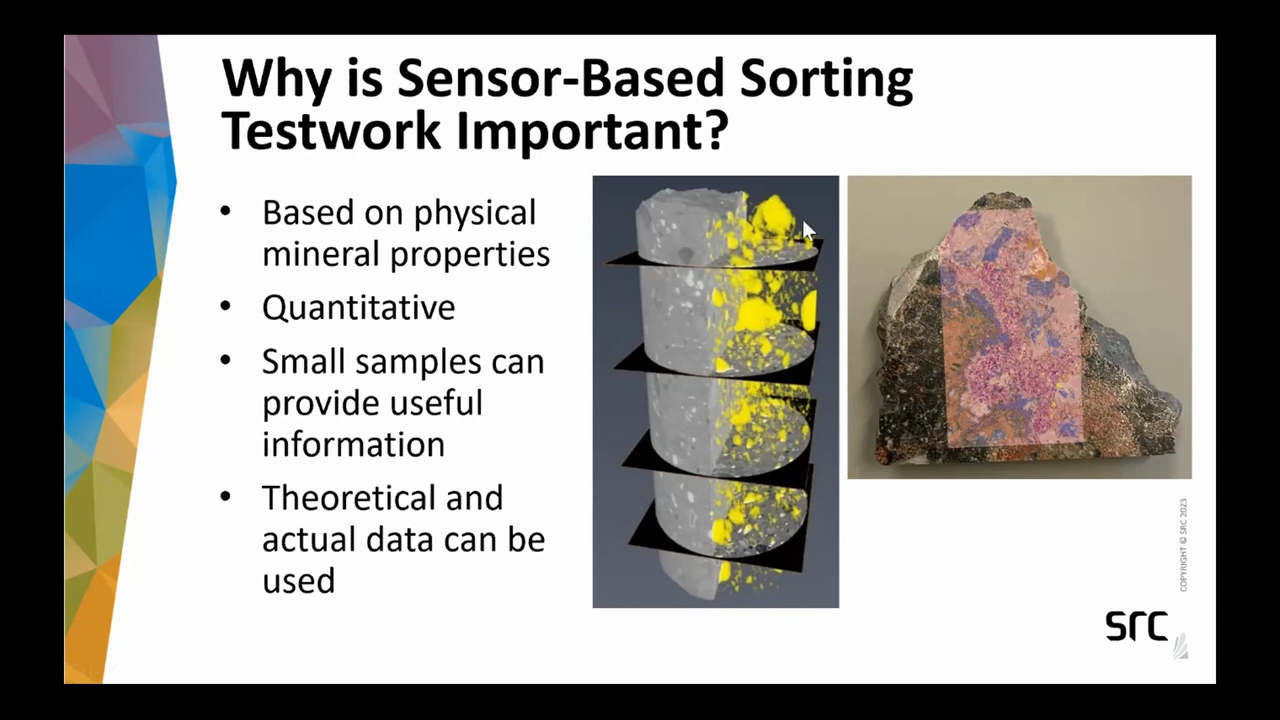 Why is Sensor-Based Sorting
Testwork Important?
• Based on physical
mineral properties
• Quantitative
• Small samples can
provide useful
information
• Theoretical and
actual data can be
used
COPYRIGHT © SRC 2023
src